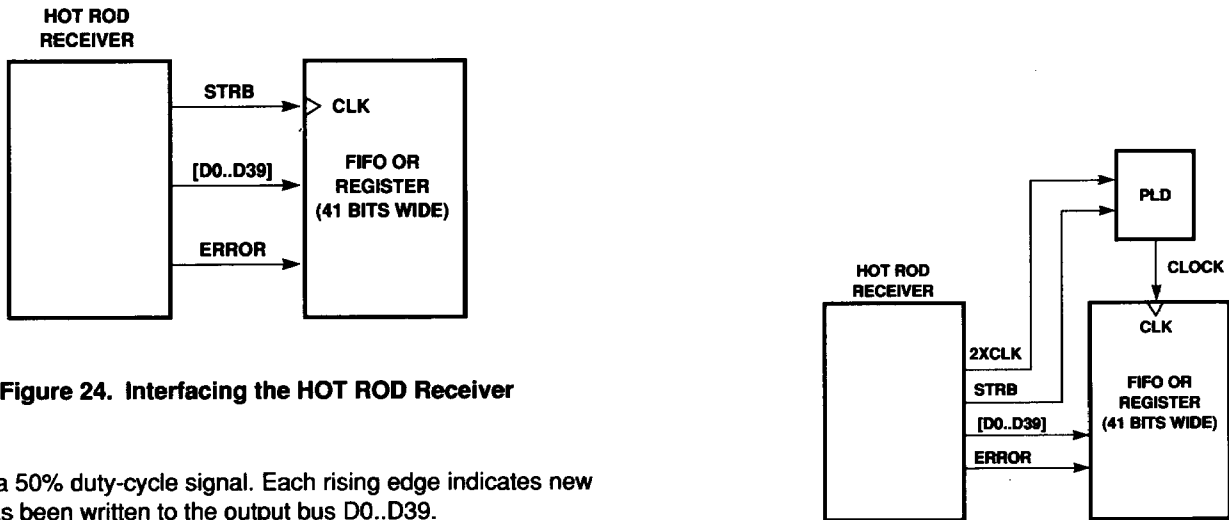 HOT ROD
RECEIVER
STRB
CLK
[D0..D39]
FIFO OR
REGISTER
(41 BITS WIDE)
ERROR
Figure 24. Interfacing the HOT ROD Receiver
a 50% duty-cycle signal. Each rising edge indicates new
has been written to the output bus D0..D39.
PLD
CLOCK
HOT ROD
RECEIVER
CLK
2XCLK
STRB
FIFO OR
REGISTER
(41 BITS WIDE)
[D0..D39]
ERROR